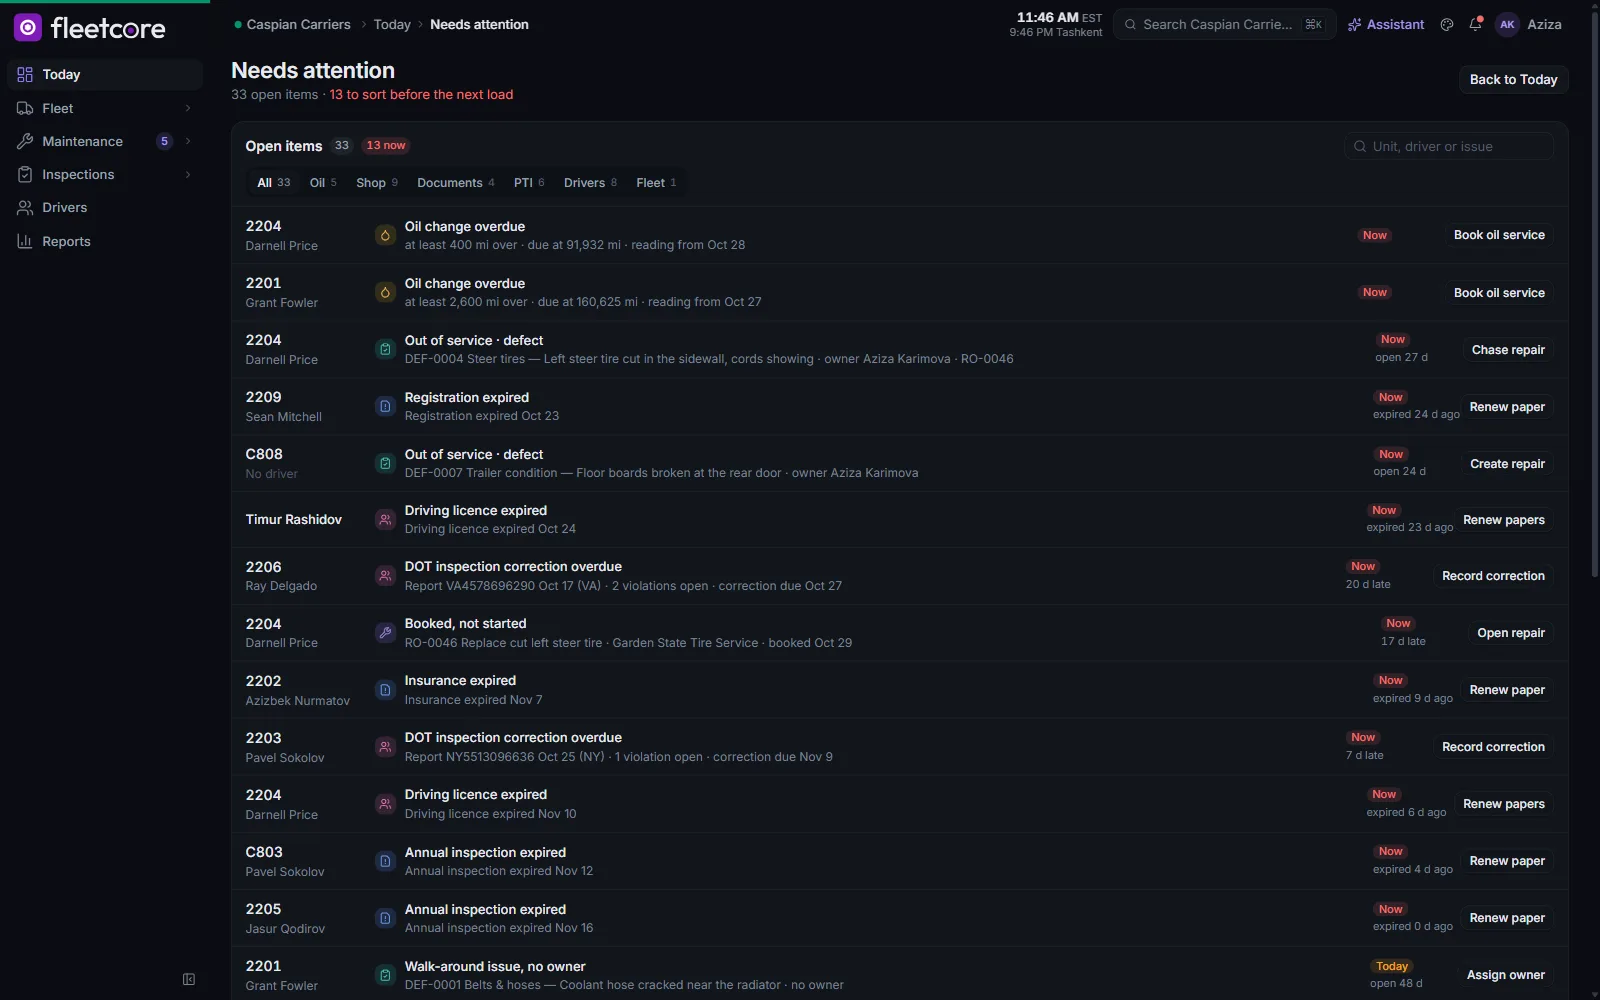 fleetcore
Caspian Carriers › Today › Needs attention
11:46 AM EST
9:46 PM Tashkent
Search Caspian Carrie... ⌘K
Assistant
AK Aziza
Today
Fleet
Maintenance 5
Inspections
Drivers
Reports
Needs attention
33 open items · 13 to sort before the next load
Back to Today
Open items 33 13 now
Unit, driver or issue
All 33 Oil 5 Shop 9 Documents 4 PTI 6 Drivers 8 Fleet 1
2204
Darnell Price
Oil change overdue
at least 400 mi over · due at 91,932 mi · reading from Oct 28
Now
Book oil service
2201
Grant Fowler
Oil change overdue
at least 2,600 mi over · due at 160,625 mi · reading from Oct 27
Now
Book oil service
2204
Darnell Price
Out of service · defect
DEF-0004 Steer tires — Left steer tire cut in the sidewall, cords showing · owner Aziza Karimova · RO-0046
Now
open 27 d
Chase repair
2209
Sean Mitchell
Registration expired
Registration expired Oct 23
Now
expired 24 d ago
Renew paper
C808
No driver
Out of service · defect
DEF-0007 Trailer condition — Floor boards broken at the rear door · owner Aziza Karimova
Now
open 24 d
Create repair
Timur Rashidov
Driving licence expired
Driving licence expired Oct 24
Now
expired 23 d ago
Renew papers
2206
Ray Delgado
DOT inspection correction overdue
Report VA4578696290 Oct 17 (VA) · 2 violations open · correction due Oct 27
Now
20 d late
Record correction
2204
Darnell Price
Booked, not started
RO-0046 Replace cut left steer tire · Garden State Tire Service · booked Oct 29
Now
17 d late
Open repair
2202
Azizbek Nurmatov
Insurance expired
Insurance expired Nov 7
Now
expired 9 d ago
Renew paper
2203
Pavel Sokolov
DOT inspection correction overdue
Report NY5513096636 Oct 25 (NY) · 1 violation open · correction due Nov 9
Now
7 d late
Record correction
2204
Darnell Price
Driving licence expired
Driving licence expired Nov 10
Now
expired 6 d ago
Renew papers
C803
Pavel Sokolov
Annual inspection expired
Annual inspection expired Nov 12
Now
expired 4 d ago
Renew paper
2205
Jasur Qodirov
Annual inspection expired
Annual inspection expired Nov 16
Now
expired 0 d ago
Renew paper
2201
Grant Fowler
Walk-around issue, no owner
DEF-0001 Belts & hoses — Coolant hose cracked near the radiator · no owner
Today
open 48 d
Assign owner